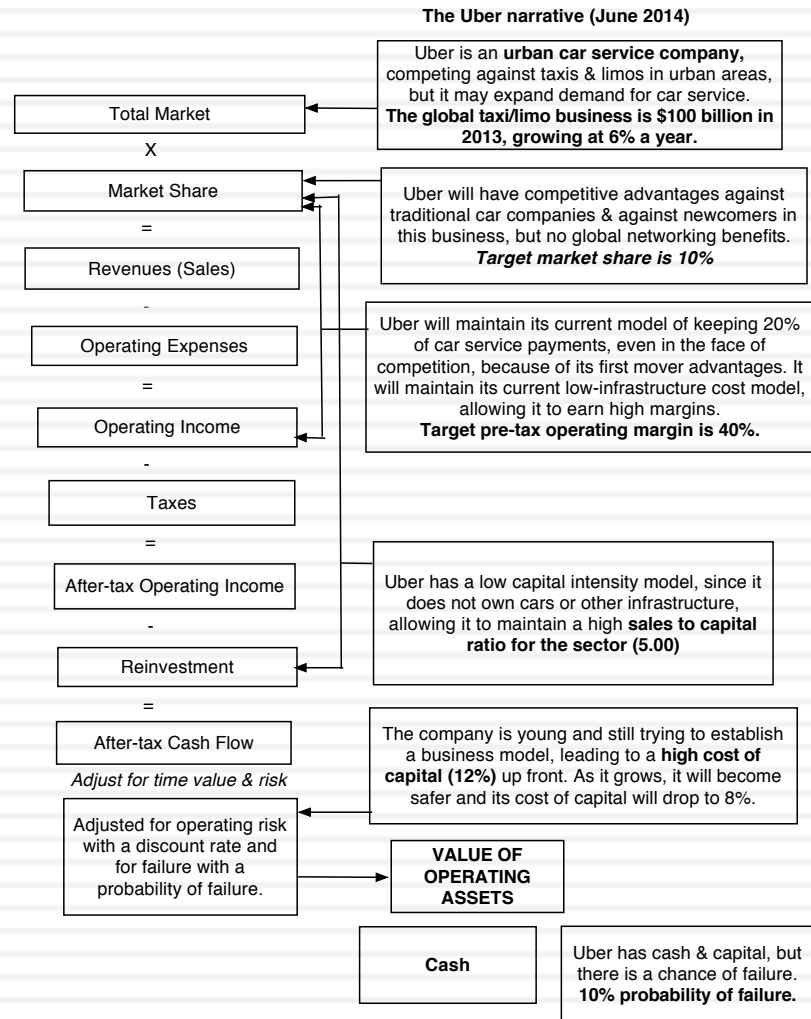 The Uber narrative (June 2014)
Uber is an urban car service company,
competing against taxis & limos in urban areas,
but it may expand demand for car service.
The global taxi/limo business is $100 billion in
2013, growing at 6% a year.
Total Market
X
Market Share
Uber will have competitive advantages against
traditional car companies & against newcomers in
this business, but no global networking benefits.
Target market share is 10%
=
Revenues (Sales)
-
Operating Expenses
Uber will maintain its current model of keeping 20%
of car service payments, even in the face of
competition, because of its first mover advantages. It
will maintain its current low-infrastructure cost model,
allowing it to earn high margins.
Target pre-tax operating margin is 40%.
=
Operating Income
-
Taxes
=
After-tax Operating Income
Uber has a low capital intensity model, since it
does not own cars or other infrastructure,
allowing it to maintain a high sales to capital
ratio for the sector (5.00)
-
Reinvestment
=
After-tax Cash Flow
The company is young and still trying to establish
a business model, leading to a high cost of
capital (12%) up front. As it grows, it will become
safer and its cost of capital will drop to 8%.
Adjust for time value & risk
Adjusted for operating risk
with a discount rate and
for failure with a
probability of failure.
VALUE OF
OPERATING
ASSETS
Cash
Uber has cash & capital, but
there is a chance of failure.
10% probability of failure.